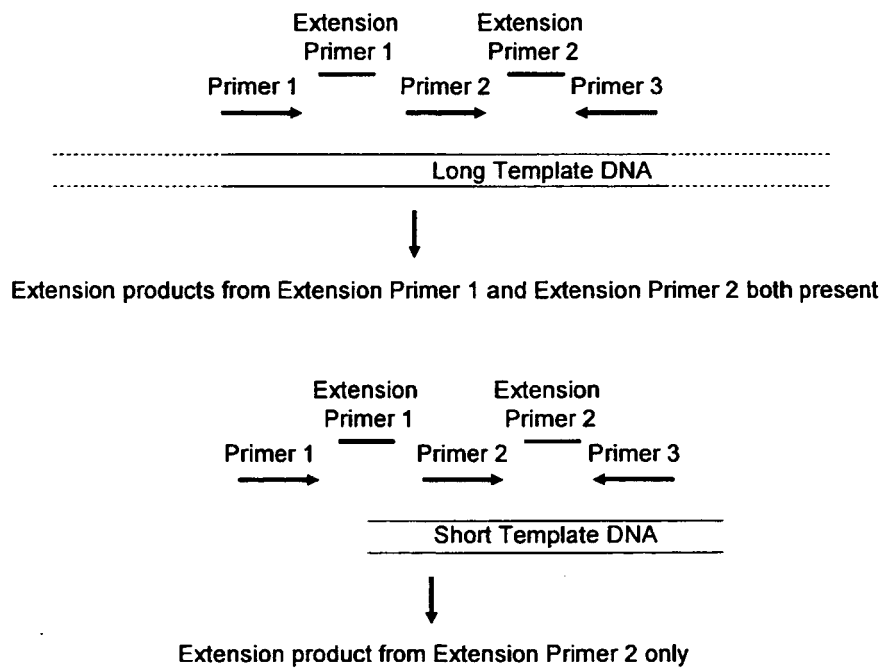 Extension
Primer 1
Extension
Primer 2
Primer 1
Primer 2
Primer 3
Long Template DNA
Extension products from Extension Primer 1 and Extension Primer 2 both present
Extension
Primer 1
Extension
Primer 2
Primer 1
Primer 2
Primer 3
Short Template DNA
Extension product from Extension Primer 2 only